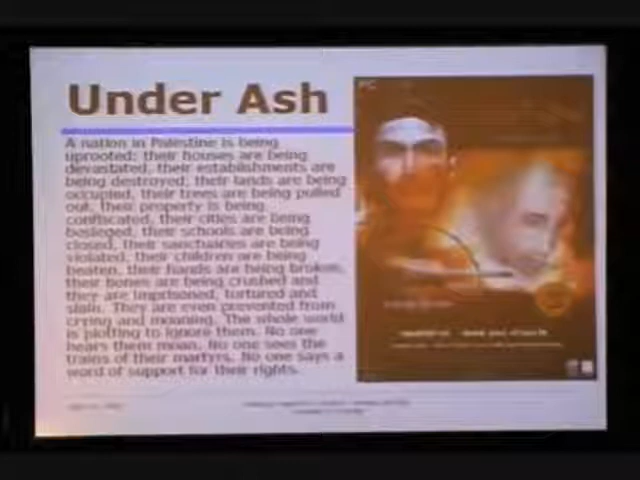 Under Ash
A nation in Palestine is being
uprooted: their houses are being
devastated, their establishments are
being destroyed, their lands are being
occupied, their trees are being pulled
out, their property is being
confiscated, their cities are being
besieged, their schools are being
closed, their sanctuaries are being
violated, their children are being
beaten, their hands are being broken,
their bones are being crushed and
they are imprisoned, tortured and
slain. They are even prevented from
crying and moaning. The whole world
is plotting to ignore them. No one
hears them moan. No one sees the
trains of their martyrs. No one says a
word of support for their rights.
PC